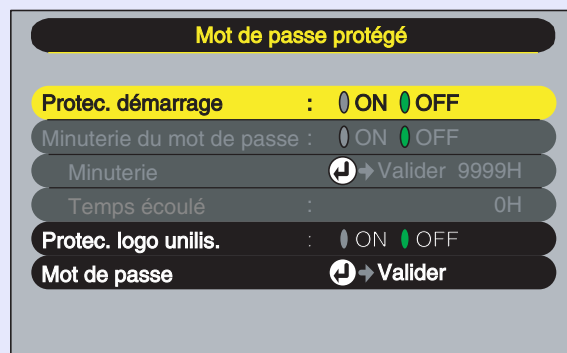 Mot de passe protégé
Protec. démarrage : ON OFF
Minuterie du mot de passe : ON OFF
Minuterie Valider 9999H
Temps écoulé : 0H
Protec. logo unilis. : ON OFF
Mot de passe Valider